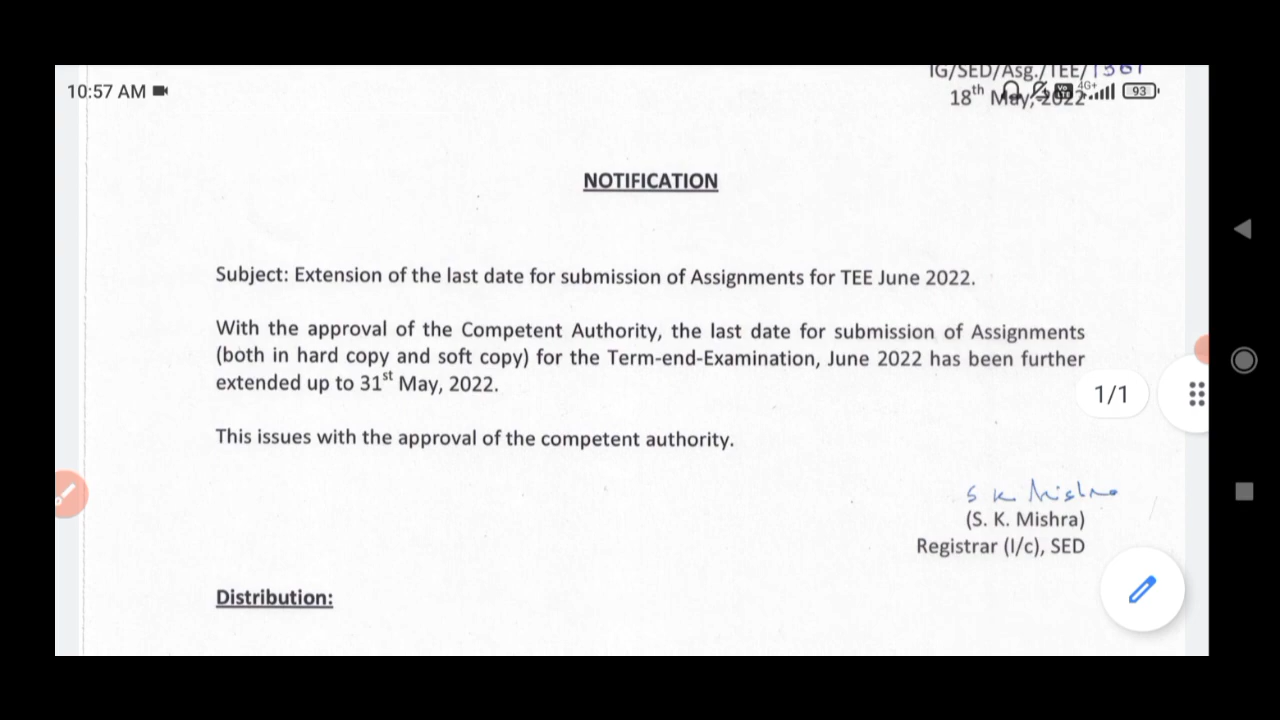 IG/SED/Asg./TEE/1361
10:57 AM
4G+
93
18th May, 2022
NOTIFICATION
Subject: Extension of the last date for submission of Assignments for TEE June 2022.
With the approval of the Competent Authority, the last date for submission of Assignments
(both in hard copy and soft copy) for the Term-end-Examination, June 2022 has been further
extended up to 31st May, 2022.
1/1
This issues with the approval of the competent authority.
S K Mishra
(S. K. Mishra)
Registrar (I/c), SED
Distribution: